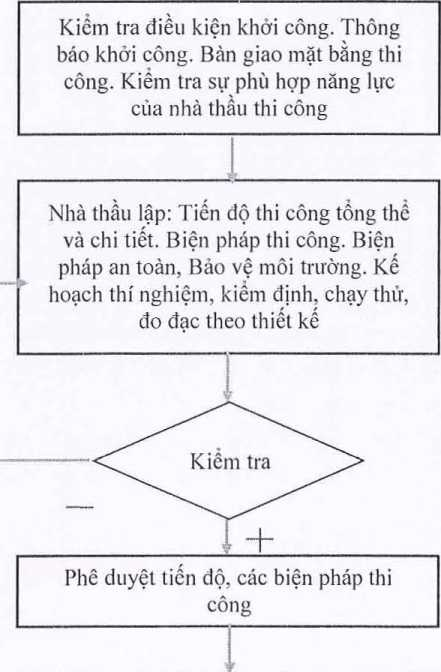 Kiểm tra điều kiện khởi công. Thông
báo khởi công. Bàn giao mặt bằng thi
công. Kiểm tra sự phù hợp năng lực
của nhà thầu thi công
Nhà thầu lập: Tiến độ thi công tổng thể
và chi tiết. Biện pháp thi công. Biện
pháp an toàn, Bảo vệ môi trường. Kế
hoạch thí nghiệm, kiểm định, chạy thử,
đo đạc theo thiết kế
Kiểm tra
—
+
Phê duyệt tiến độ, các biện pháp thi
công